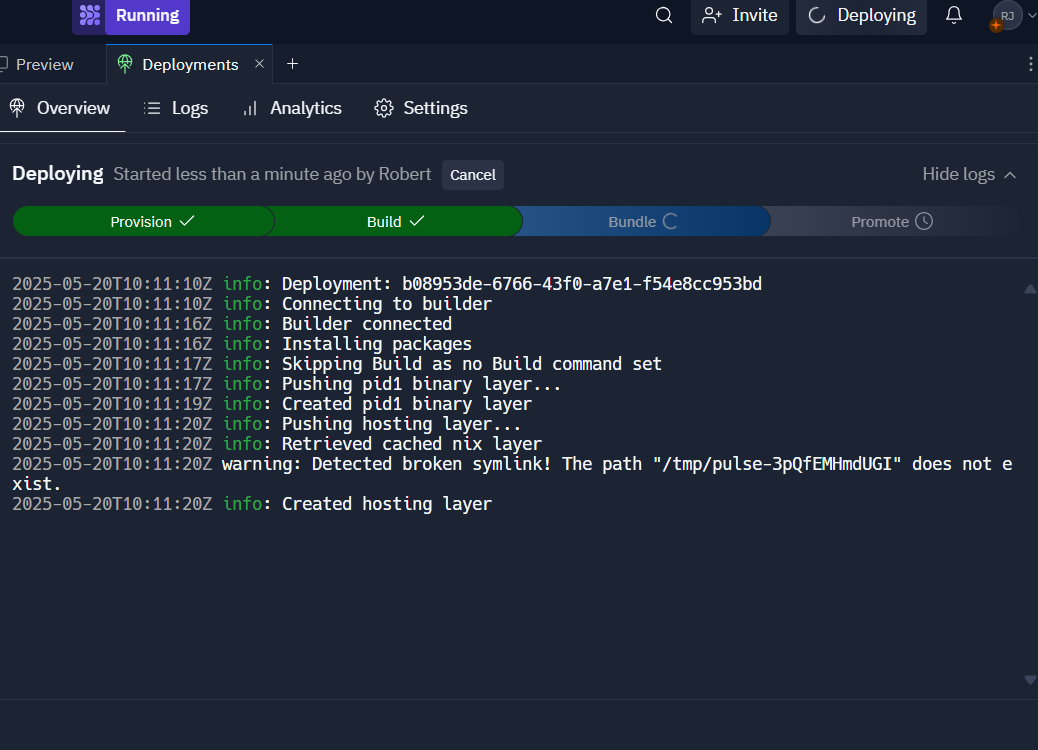 Running
Invite
Deploying
RJ
Preview
Deployments
Overview
Logs
Analytics
Settings
Deploying Started less than a minute ago by Robert Cancel
Hide logs
Provision
Build
Bundle
Promote
2025-05-20T10:11:10Z info: Deployment: b08953de-6766-43f0-a7e1-f54e8cc953bd
2025-05-20T10:11:10Z info: Connecting to builder
2025-05-20T10:11:16Z info: Builder connected
2025-05-20T10:11:16Z info: Installing packages
2025-05-20T10:11:17Z info: Skipping Build as no Build command set
2025-05-20T10:11:17Z info: Pushing pid1 binary layer...
2025-05-20T10:11:19Z info: Created pid1 binary layer
2025-05-20T10:11:20Z info: Pushing hosting layer...
2025-05-20T10:11:20Z info: Retrieved cached nix layer
2025-05-20T10:11:20Z warning: Detected broken symlink! The path "/tmp/pulse-3pQfEMHmdUGI" does not e
xist.
2025-05-20T10:11:20Z info: Created hosting layer